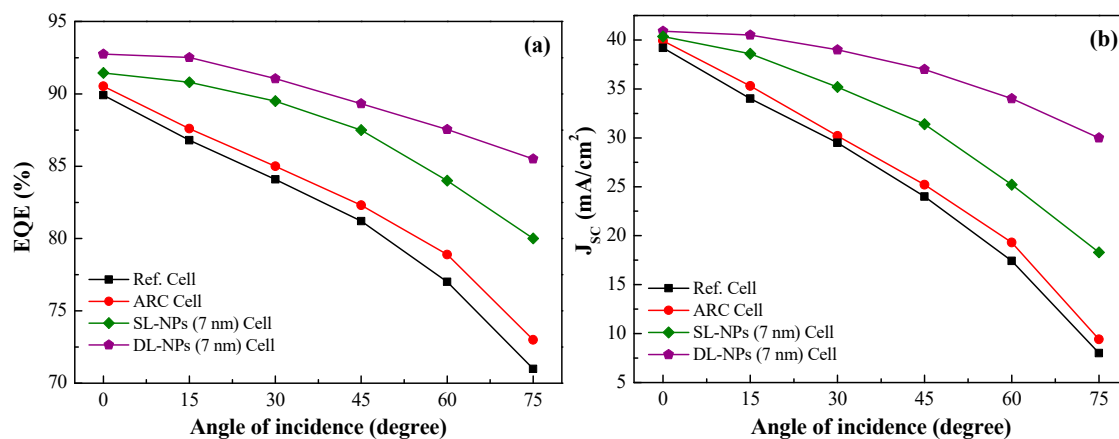 (a)
95
90
85
80
75
70
EQE (%)
Ref. Cell
ARC Cell
SL-NPs (7 nm) Cell
DL-NPs (7 nm) Cell
0 15 30 45 60 75
Angle of incidence (degree)
(b)
40
35
30
25
20
15
10
5
JSC (mA/cm²)
Ref. Cell
ARC Cell
SL-NPs (7 nm) Cell
DL-NPs (7 nm) Cell
0 15 30 45 60 75
Angle of incidence (degree)